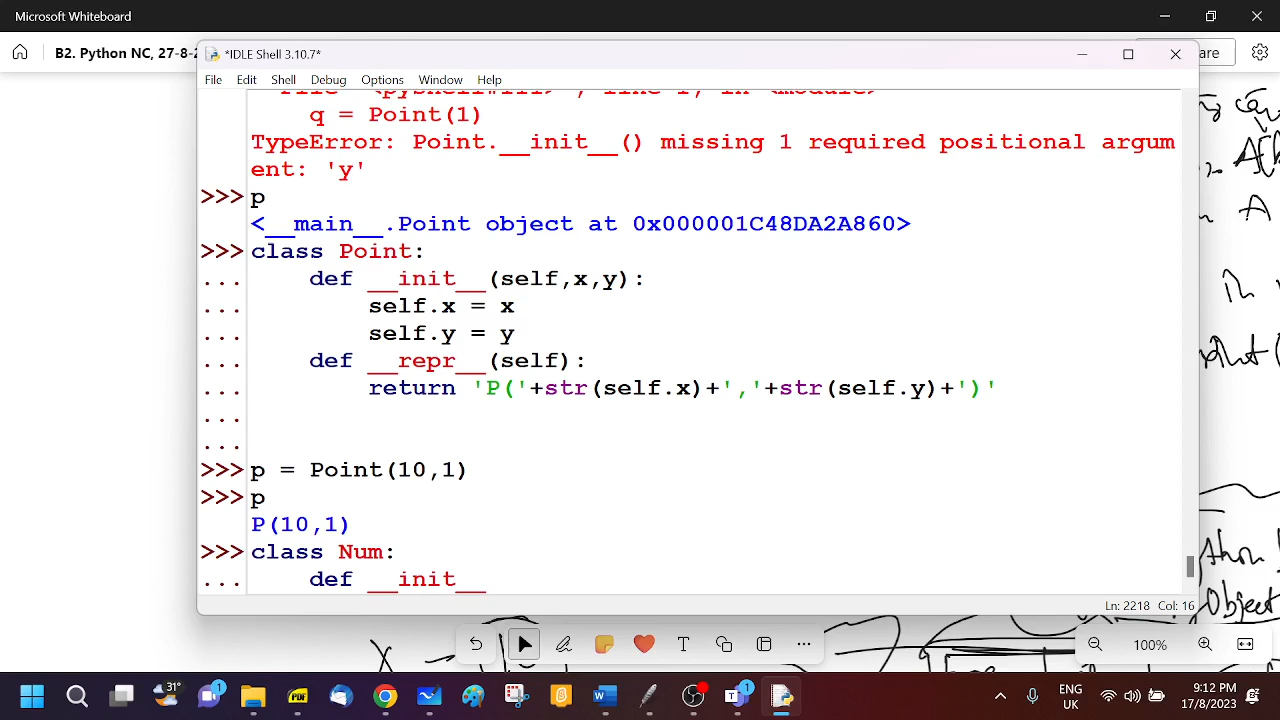 Microsoft Whiteboard
B2. Python NC, 27-8-2
*IDLE Shell 3.10.7*
File Edit Shell Debug Options Window Help
q = Point(1)
TypeError: Point.__init__() missing 1 required positional argum
ent: 'y'
>>> p
<__main__.Point object at 0x000001C48DA2A860>
>>> class Point:
... def __init__(self,x,y):
... self.x = x
... self.y = y
... def __repr__(self):
... return 'P('+str(self.x)+','+str(self.y)+')'
...
...
>>> p = Point(10,1)
>>> p
P(10,1)
>>> class Num:
... def __init__
Ln: 2218 Col: 16
Object
100%
31°
1
1
ENG
UK
9:12 PM
17/8/2023